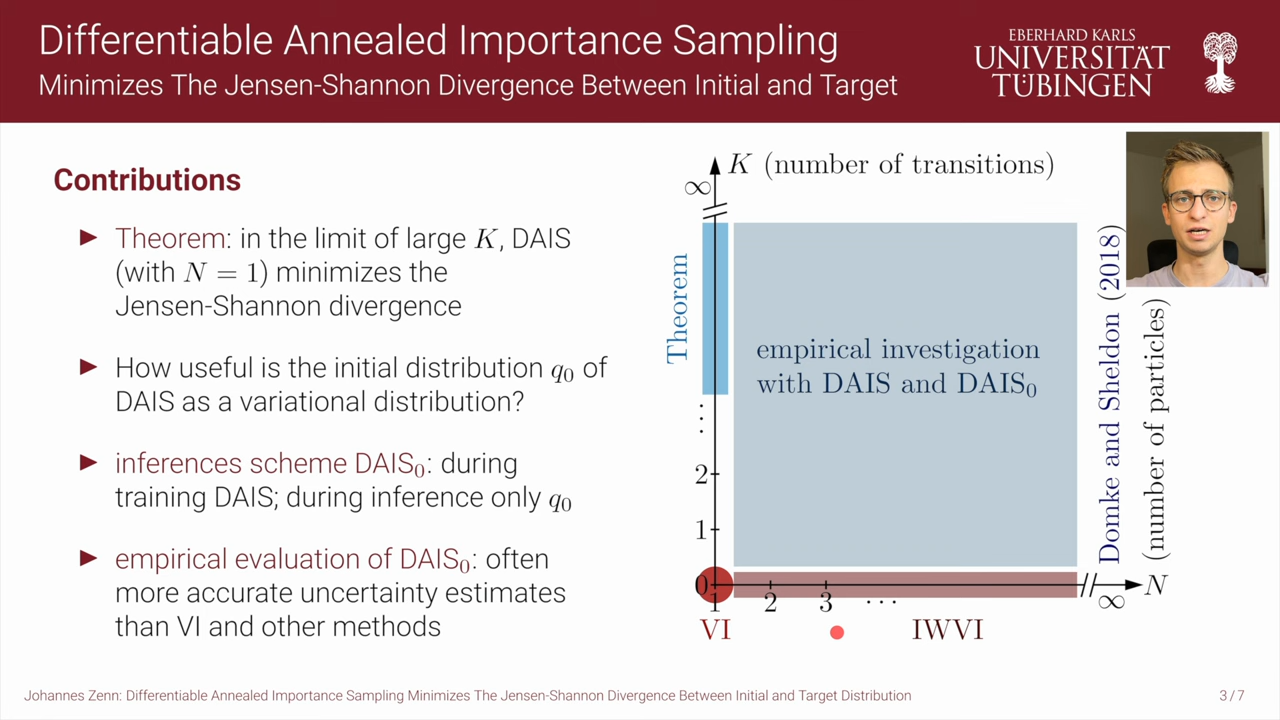 Differentiable Annealed Importance Sampling
Minimizes The Jensen-Shannon Divergence Between Initial and Target
EBERHARD KARLS
UNIVERSITÄT
TÜBINGEN
Contributions
► Theorem: in the limit of large K, DAIS
(with N = 1) minimizes the
Jensen-Shannon divergence
► How useful is the initial distribution q₀ of
DAIS as a variational distribution?
► inferences scheme DAIS₀: during
training DAIS; during inference only q₀
► empirical evaluation of DAIS₀: often
more accurate uncertainty estimates
than VI and other methods
K (number of transitions)
∞
Theorem
⋮
2
1
0
empirical investigation
with DAIS and DAIS₀
Domke and Sheldon (2018)
(number of particles)
N
1 2 3 ··· ∞
VI
IWVI
Johannes Zenn: Differentiable Annealed Importance Sampling Minimizes The Jensen-Shannon Divergence Between Initial and Target Distribution
3 / 7